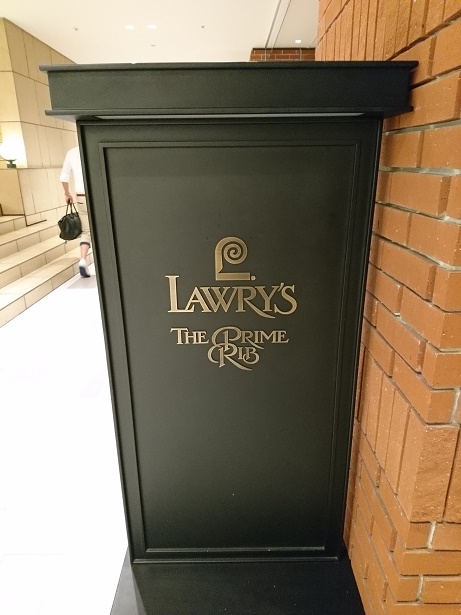 L.
LAWRY'S
THE PRIME
RIB